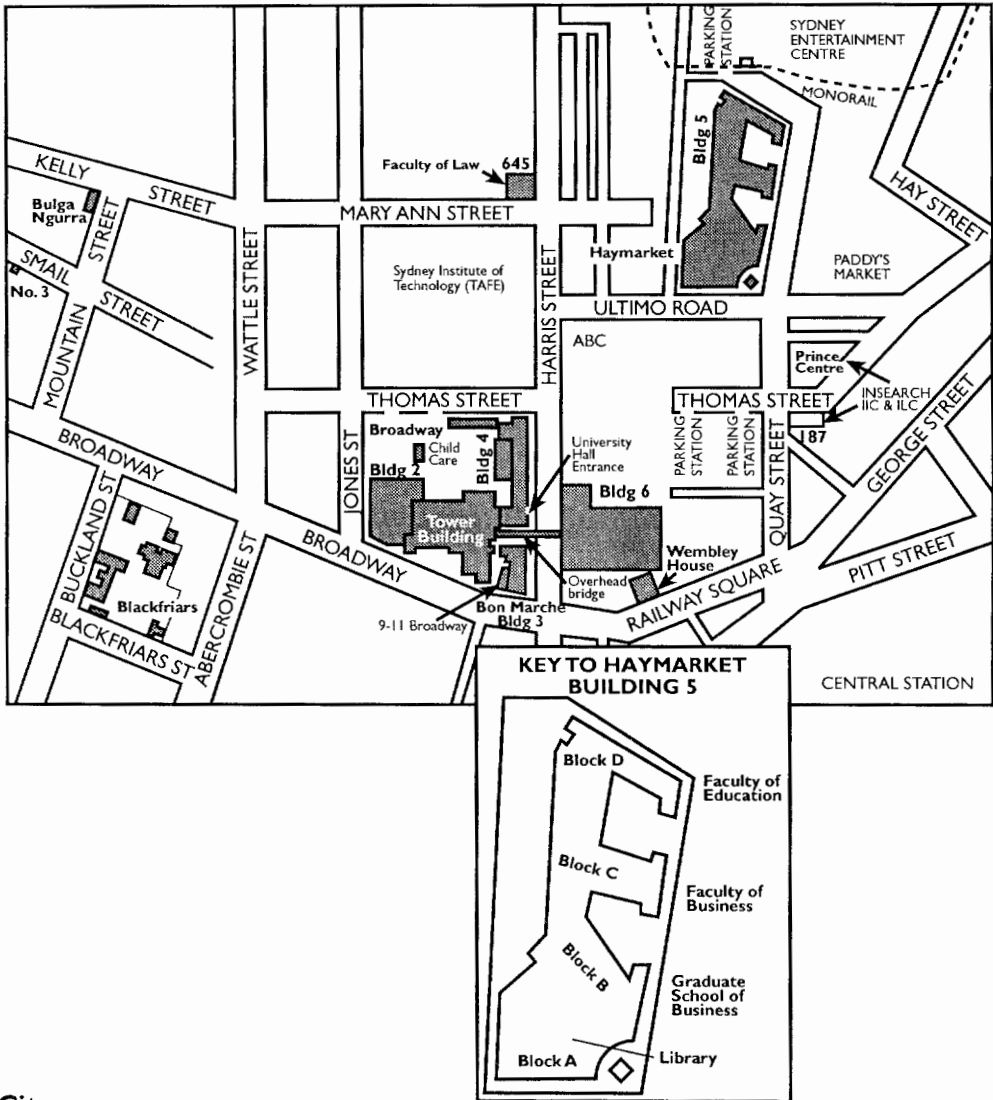 PARKING
STATION
SYDNEY
ENTERTAINMENT
CENTRE
MONORAIL
Bldg 5
KELLY
STREET
Faculty of Law
645
Bulga
Ngurra
STREET
MARY ANN STREET
HAY STREET
SMAIL
STREET
No. 3
WATTLE STREET
Sydney Institute of
Technology (TAFE)
HARRIS STREET
Haymarket
PADDY'S
MARKET
ULTIMO ROAD
MOUNTAIN
ABC
Prince
Centre
INSEARCH
IIC & ILC
THOMAS STREET
THOMAS STREET
187
GEORGE STREET
BROADWAY
JONES ST
Broadway
Child
Care
Bldg 4
Bldg 2
University
Hall
Entrance
PARKING
STATION
PARKING
STATION
QUAY STREET
Bldg 6
Tower
Building
BUCKLAND ST
BROADWAY
Wembley
House
PITT STREET
Overhead
bridge
RAILWAY SQUARE
Blackfriars
ABERCROMBIE ST
BLACKFRIARS ST
9-11 Broadway
Bon Marche
Bldg 3
CENTRAL STATION
KEY TO HAYMARKET
BUILDING 5
Block D
Faculty of
Education
Block C
Faculty of
Business
Block B
Graduate
School of
Business
Block A
Library